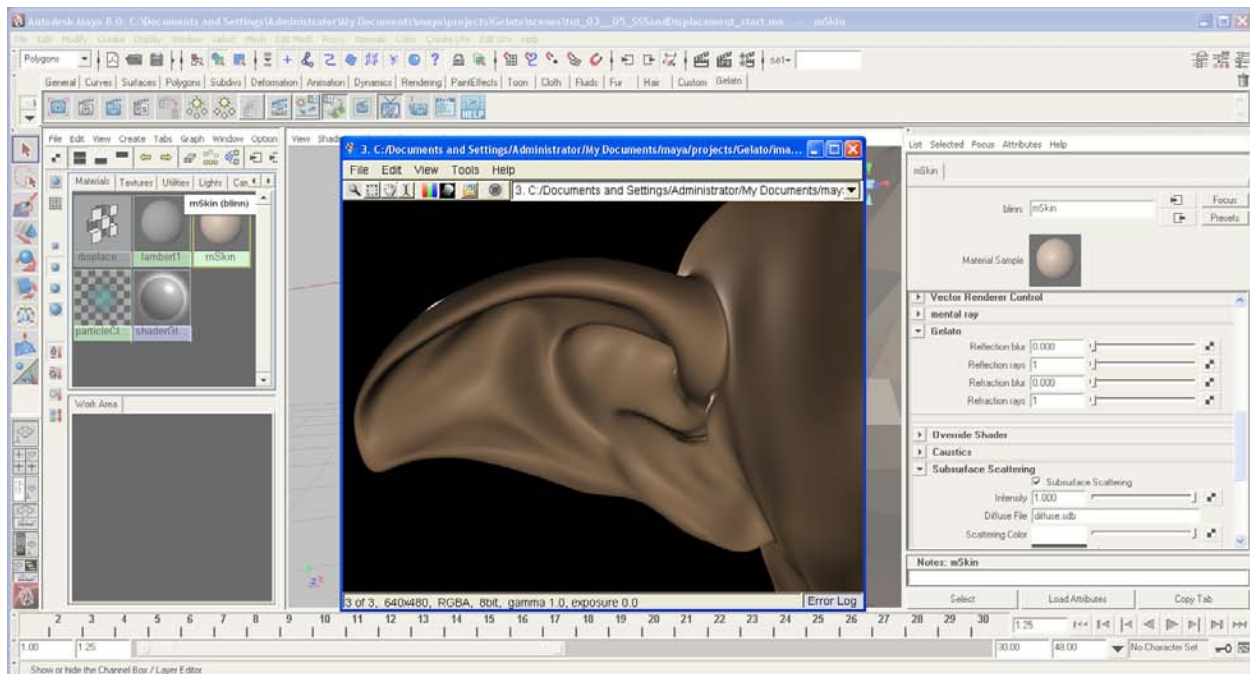 Autodesk Maya 8.0: C:\Documents and Settings\Administrator\My Documents\maya\projects\Gelato\scenes\tut_03__05_SSSandDisplacement_start.ma --- mSkin
File Edit Modify Create Display Window
Polygons
General Curves Surfaces Polygons Subdivs Deformation Animation Dynamics Rendering PaintEffects Toon Cloth Fluids Fur Hair Custom Gelato
HELP
File Edit View Create Tabs Graph Window Option
Materials Textures Utilities Lights
mSkin (blinn)
displace
lambert1
mSkin
particleCl...
shaderGl...
Work Area
View Shad
3. C:/Documents and Settings/Administrator/My Documents/maya/projects/Gelato/ima...
File Edit View Tools Help
3. C:/Documents and Settings/Administrator/My Documents/may
3 of 3, 640x480, RGBA, 8bit, gamma 1.0, exposure 0.0
Error Log
List Selected Focus Attributes Help
mSkin
blinn: mSkin
Focus
Presets
Material Sample
Vector Renderer Control
mental ray
Gelato
Reflection blur 0.000
Reflection rays 1
Refraction blur 0.000
Refraction rays 1
Override Shader
Caustics
Subsurface Scattering
Subsurface Scattering
Intensity 1.000
Diffuse File diffuse.sdb
Scattering Color
Notes: mSkin
Select Load Attributes Copy Tab
2 3 4 5 6 7 8 9 10 11 12 13 14 15 16 17 18 19 20 21 22 23 24 25 26 27 28 29 30
1.25
1.00 1.25 30.00 48.00 No Character Set
Show or hide the Channel Box / Layer Editor